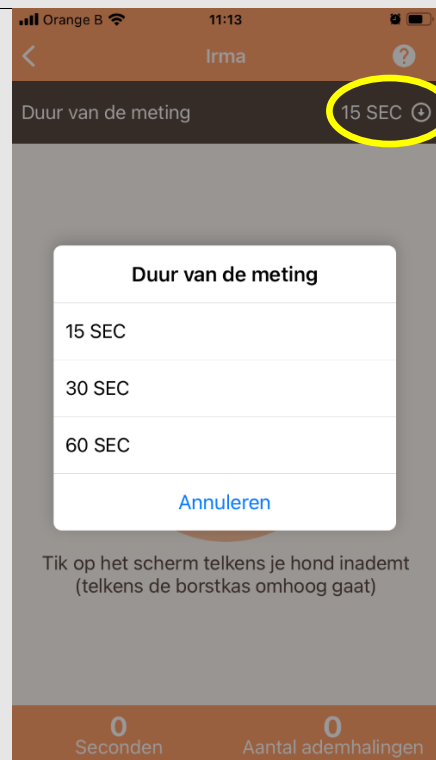 Orange B 11:13
Irma ?
Duur van de meting 15 SEC
Duur van de meting
15 SEC
30 SEC
60 SEC
Annuleren
Tik op het scherm telkens je hond inademt
(telkens de borstkas omhoog gaat)
0 0
Seconden Aantal ademhalingen